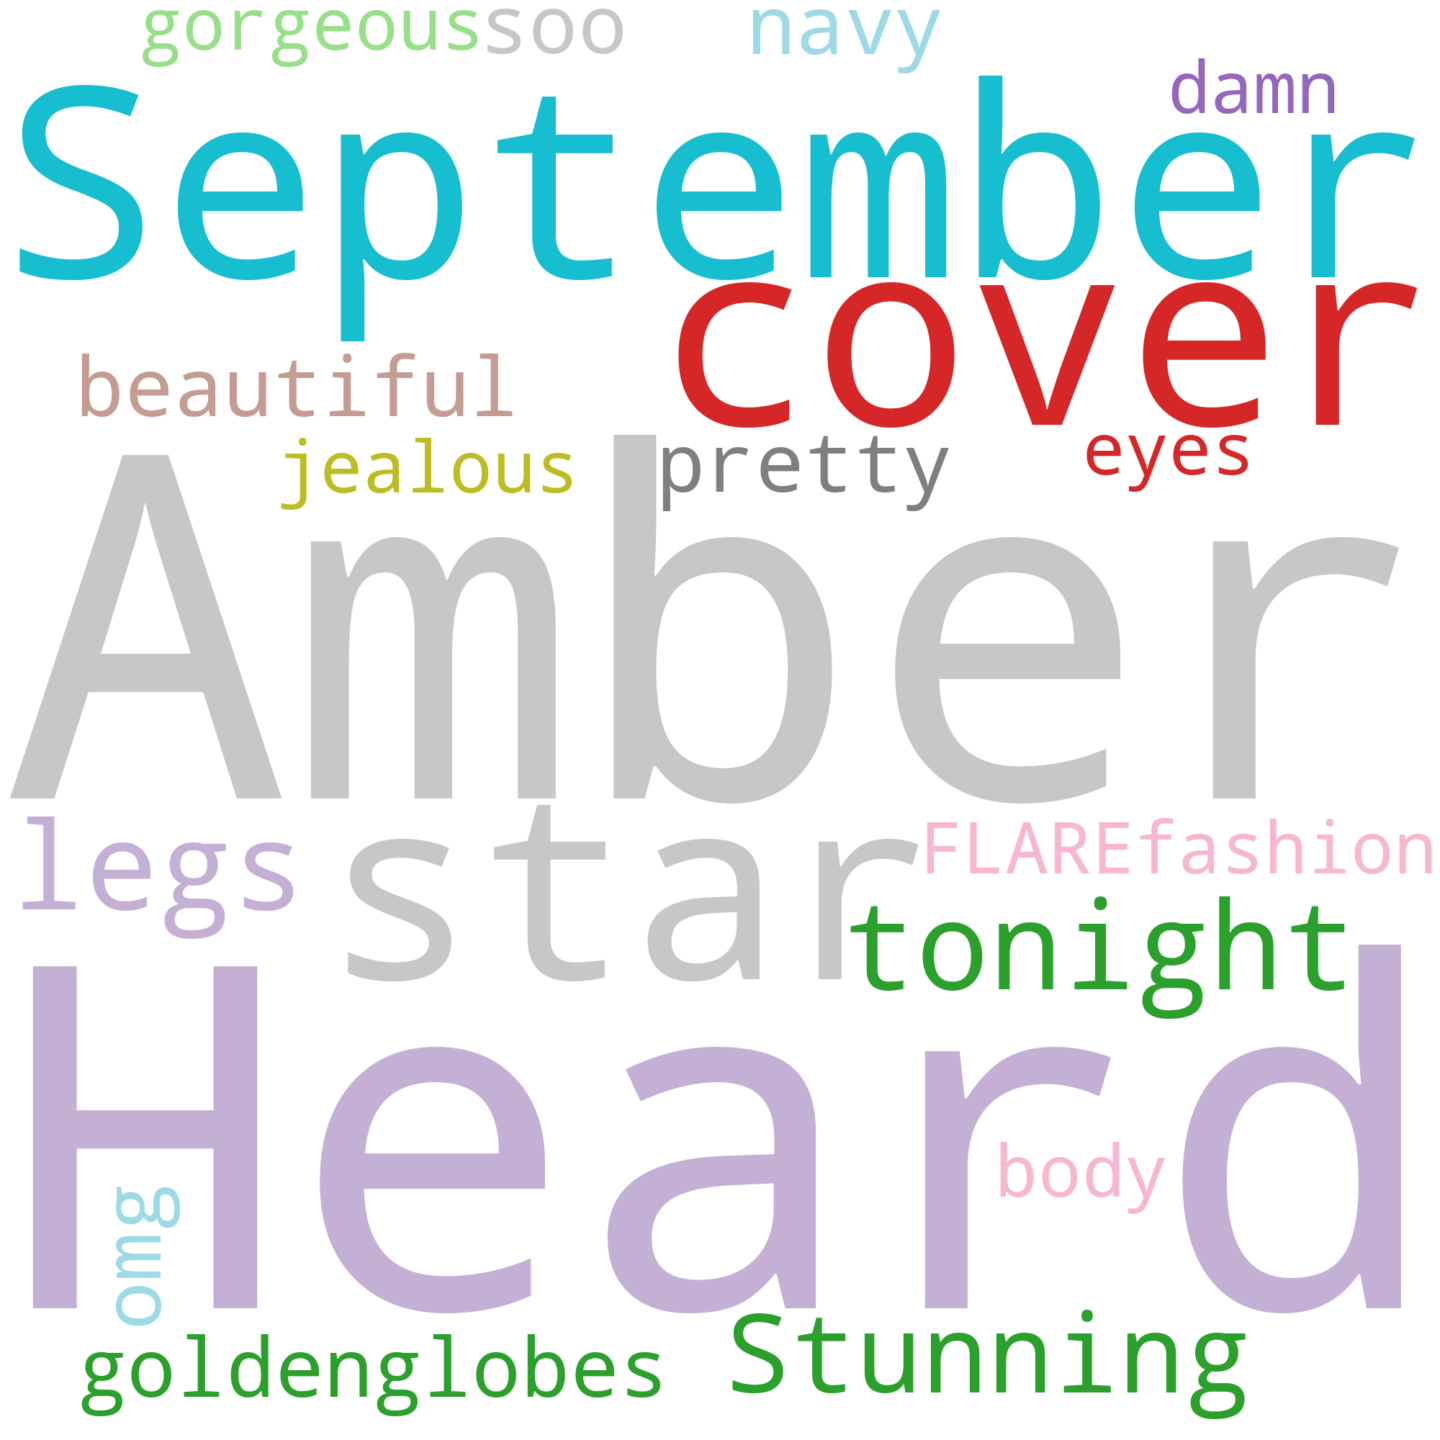 gorgeous soo navy
damn
September
cover
beautiful
jealous pretty eyes
Amber
legs star FLAREfashion
tonight
Heard
body
omg
goldenglobes Stunning